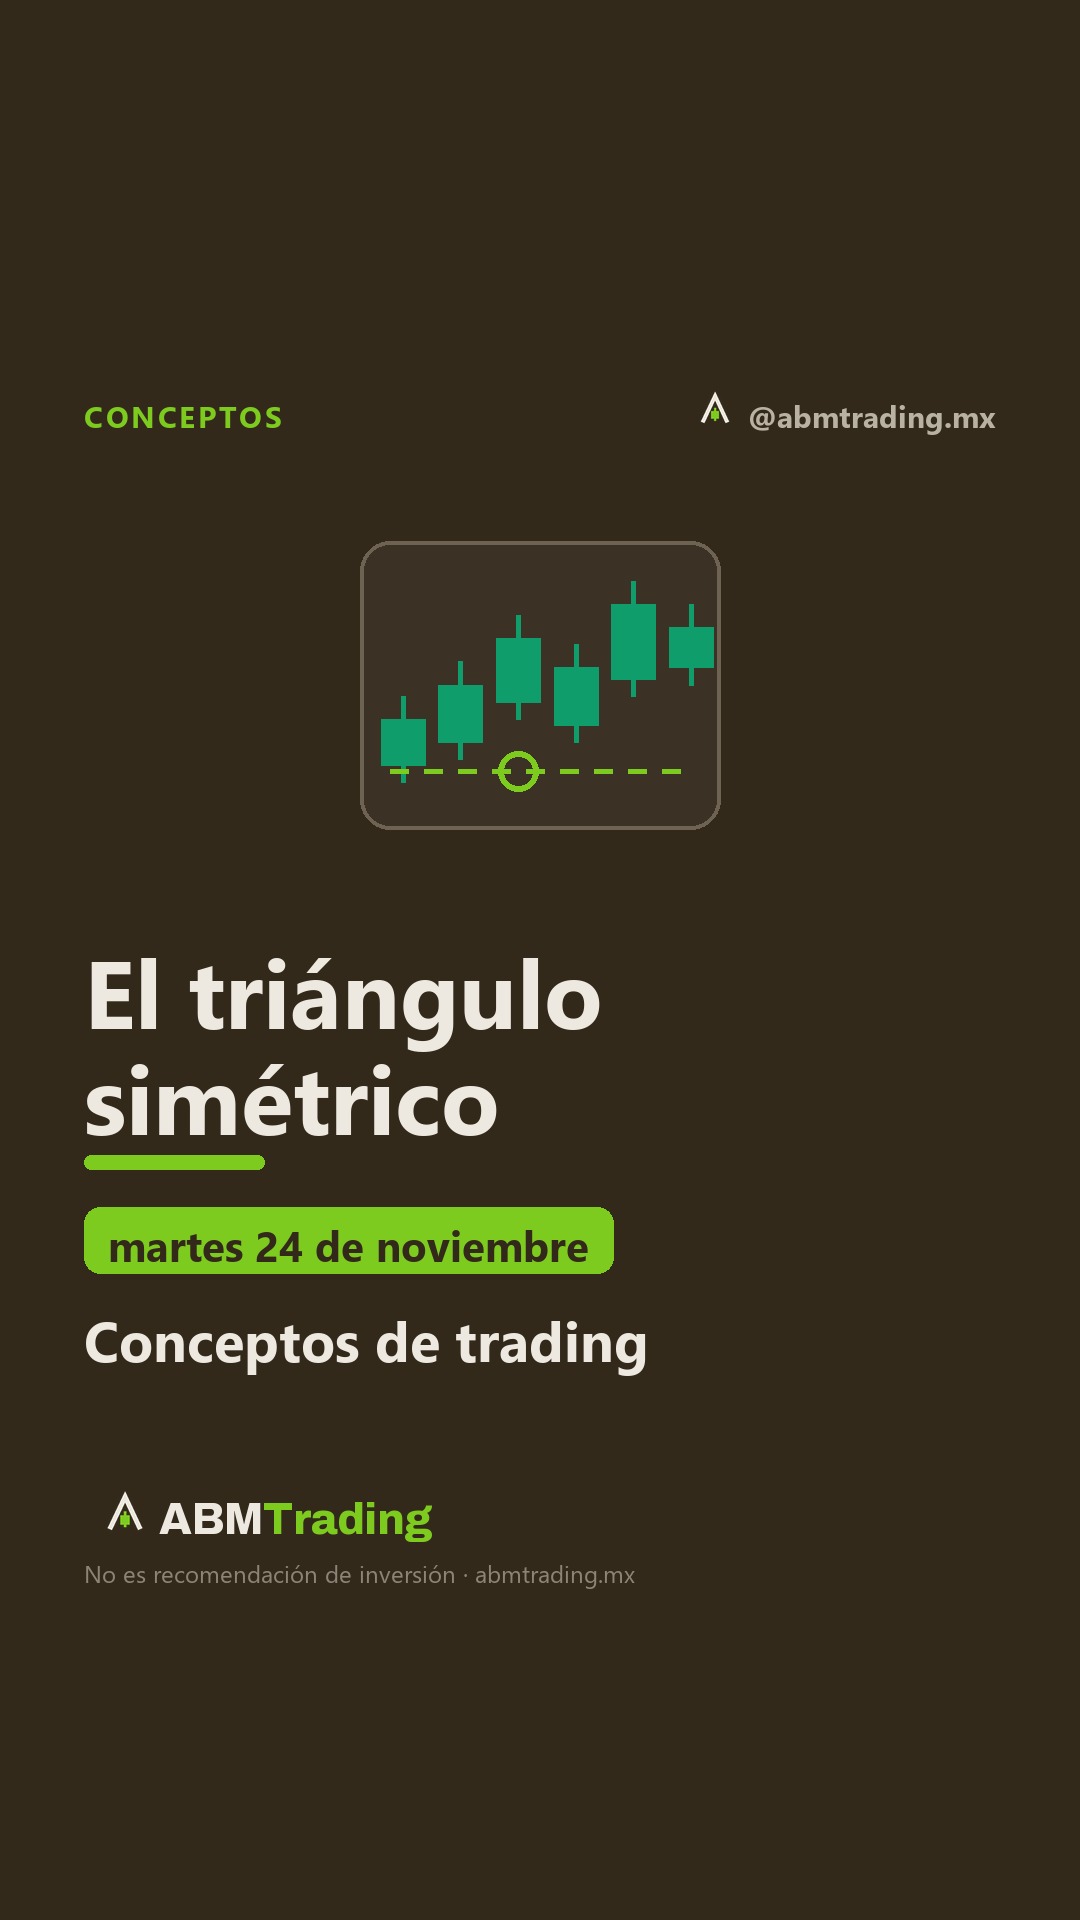 CONCEPTOS
@abmtrading.mx
El triángulo
simétrico
martes 24 de noviembre
Conceptos de trading
ABMTrading
No es recomendación de inversión · abmtrading.mx